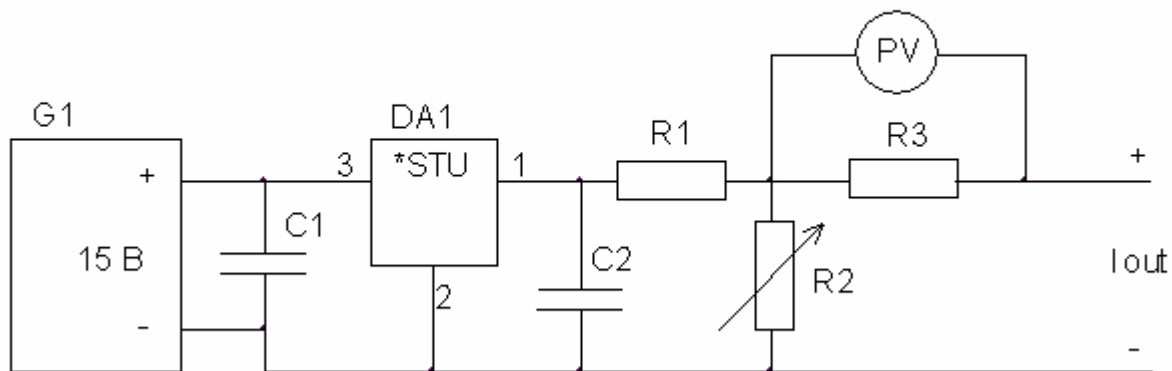 PV
G1
DA1
R1
R3
+
3
*STU
1
+
C1
15 В
C2
R2
Iout
2
-
-